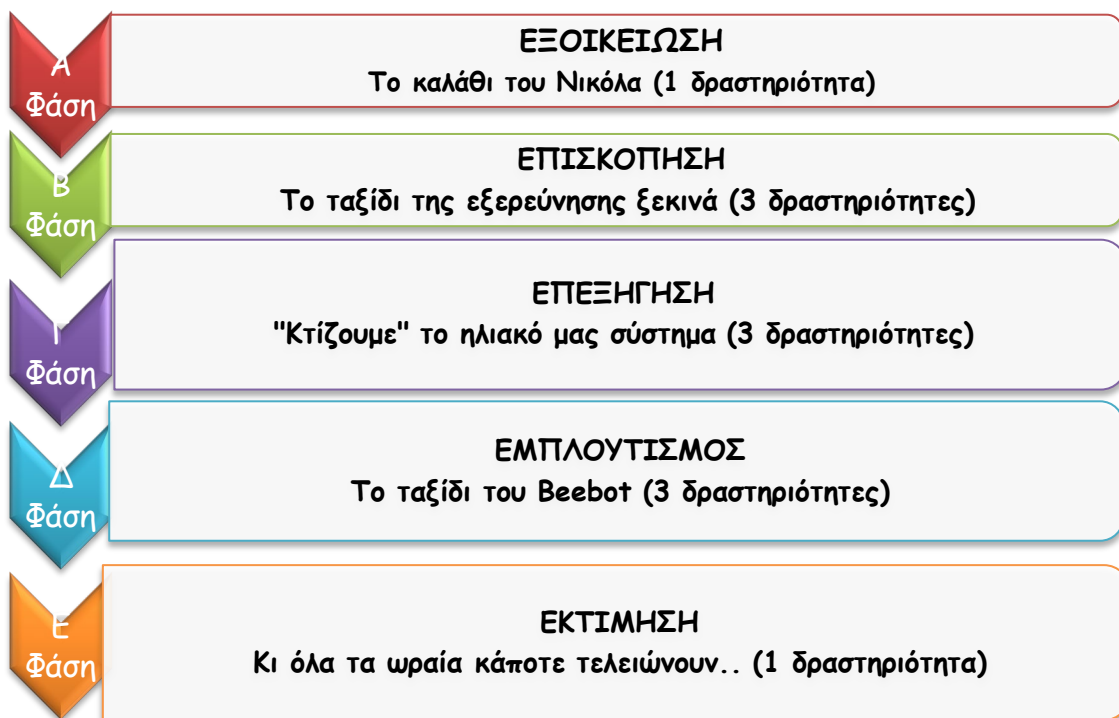 Α
Φάση
ΕΞΟΙΚΕΙΩΣΗ
Το καλάθι του Νικόλα (1 δραστηριότητα)
Β
Φάση
ΕΠΙΣΚΟΠΗΣΗ
Το ταξίδι της εξερεύνησης ξεκινά (3 δραστηριότητες)
Γ
Φάση
ΕΠΕΞΗΓΗΣΗ
"Κτίζουμε" το ηλιακό μας σύστημα (3 δραστηριότητες)
Δ
Φάση
ΕΜΠΛΟΥΤΙΣΜΟΣ
Το ταξίδι του Beebot (3 δραστηριότητες)
Ε
Φάση
ΕΚΤΙΜΗΣΗ
Κι όλα τα ωραία κάποτε τελειώνουν.. (1 δραστηριότητα)